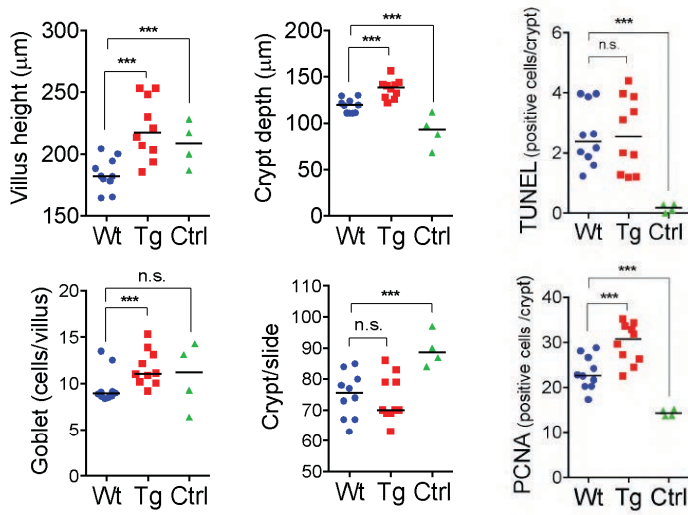 Villus height (µm)
300
250
200
150
***
***
Wt Tg Ctrl
Crypt depth (µm)
200
150
100
50
0
***
***
Wt Tg Ctrl
TUNEL (positive cells/crypt)
6
4
2
0
***
n.s.
Wt Tg Ctrl
Goblet (cells/villus)
20
15
10
5
0
n.s.
***
Wt Tg Ctrl
Crypt/slide
110
100
90
80
70
60
50
***
n.s.
Wt Tg Ctrl
PCNA (positive cells /crypt)
40
30
20
10
0
***
***
Wt Tg Ctrl